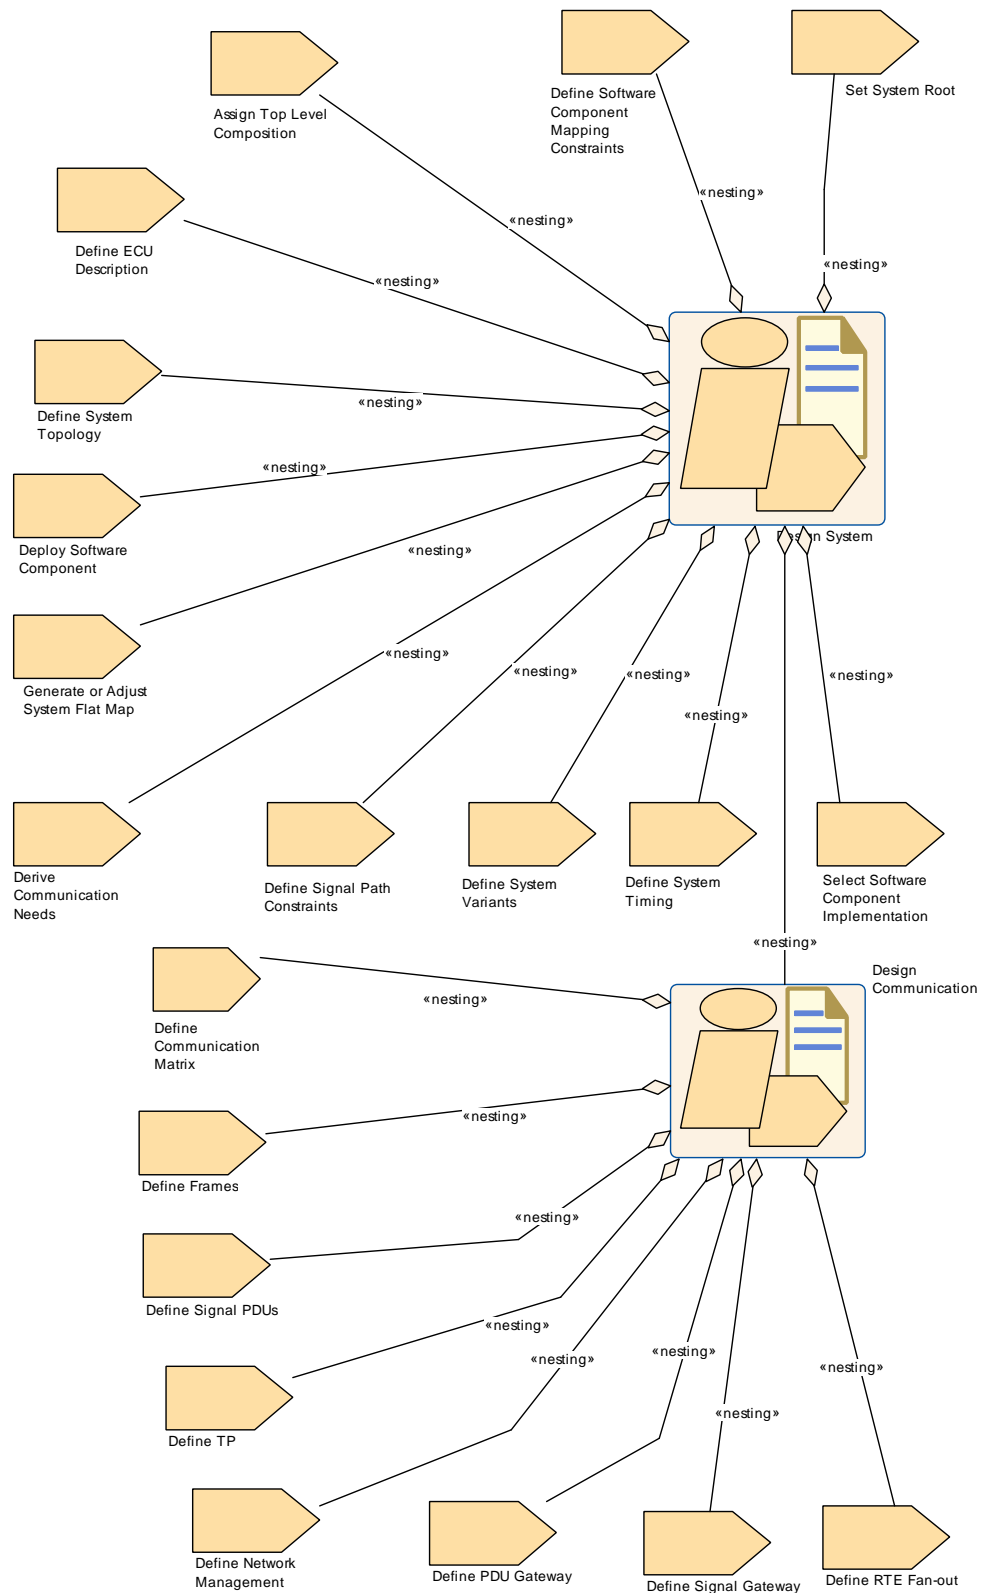 Set System Root
Define Software
Component
Mapping
Constraints
Assign Top Level
Composition
«nesting»
«nesting»
«nesting»
Define ECU
Description
«nesting»
Define System
Topology
«nesting»
«nesting»
Deploy Software
Component
«nesting»
Design System
Generate or Adjust
System Flat Map
«nesting»
«nesting»
«nesting»
«nesting»
«nesting»
Derive
Communication
Needs
Define Signal Path
Constraints
Define System
Variants
Define System
Timing
Select Software
Component
Implementation
«nesting»
Design
Communication
«nesting»
Define
Communication
Matrix
«nesting»
Define Frames
«nesting»
Define Signal PDUs
«nesting»
«nesting»
«nesting»
«nesting»
«nesting»
Define TP
Define Network
Management
Define PDU Gateway
Define Signal Gateway
Define RTE Fan-out